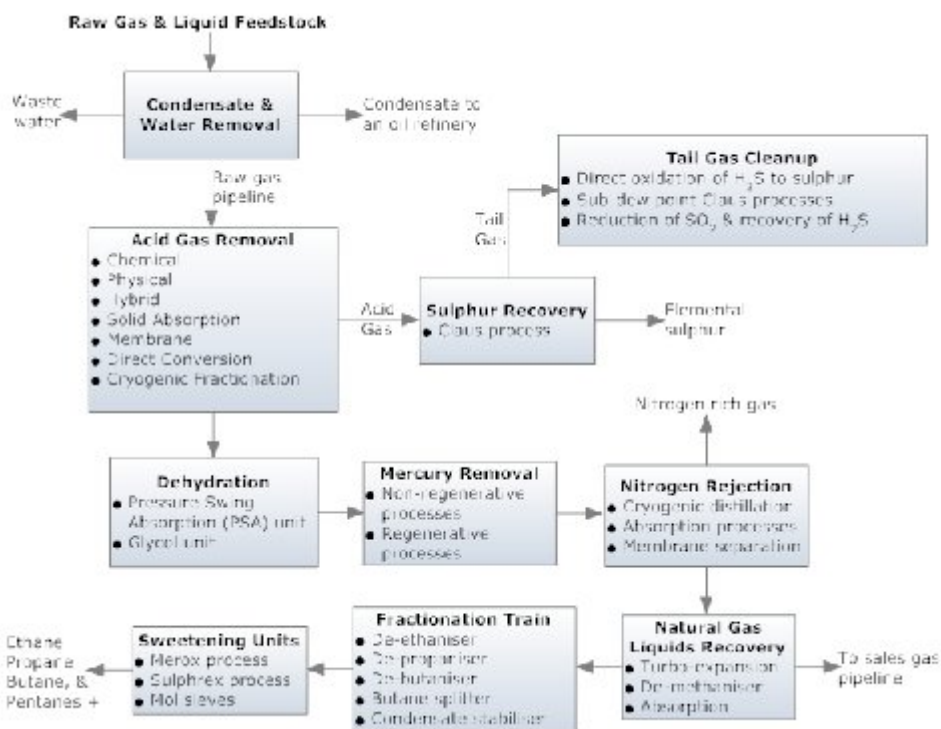 Raw Gas & Liquid Feedstock
Waste
water
Condensate &
Water Removal
Condensate to
an oil refinery
Raw gas
pipeline
Tail Gas Cleanup
Direct oxidation of H2S to sulphur
Sub dew point Claus processes
Reduction of SO2 & recovery of H2S
Tail
Gas
Acid Gas Removal
Chemical
Physical
Hybrid
Solid Absorption
Membrane
Direct Conversion
Cryogenic Fractionation
Acid
Gas
Sulphur Recovery
Claus process
Elemental
sulphur
Nitrogen rich gas
Dehydration
Pressure Swing
Absorption (PSA) unit
Glycol unit
Mercury Removal
Non-regenerative
processes
Regenerative
processes
Nitrogen Rejection
Cryogenic distillation
Absorption processes
Membrane separation
Ethane
Propane
Butane, &
Pentanes +
Sweetening Units
Merox process
Sulphrex process
Mol sieves
Fractionation Train
De-ethaniser
De-propaniser
De-butaniser
Butane splitter
Condensate stabiliser
Natural Gas
Liquids Recovery
Turbo-expansion
De-methaniser
Absorption
To sales gas
pipeline